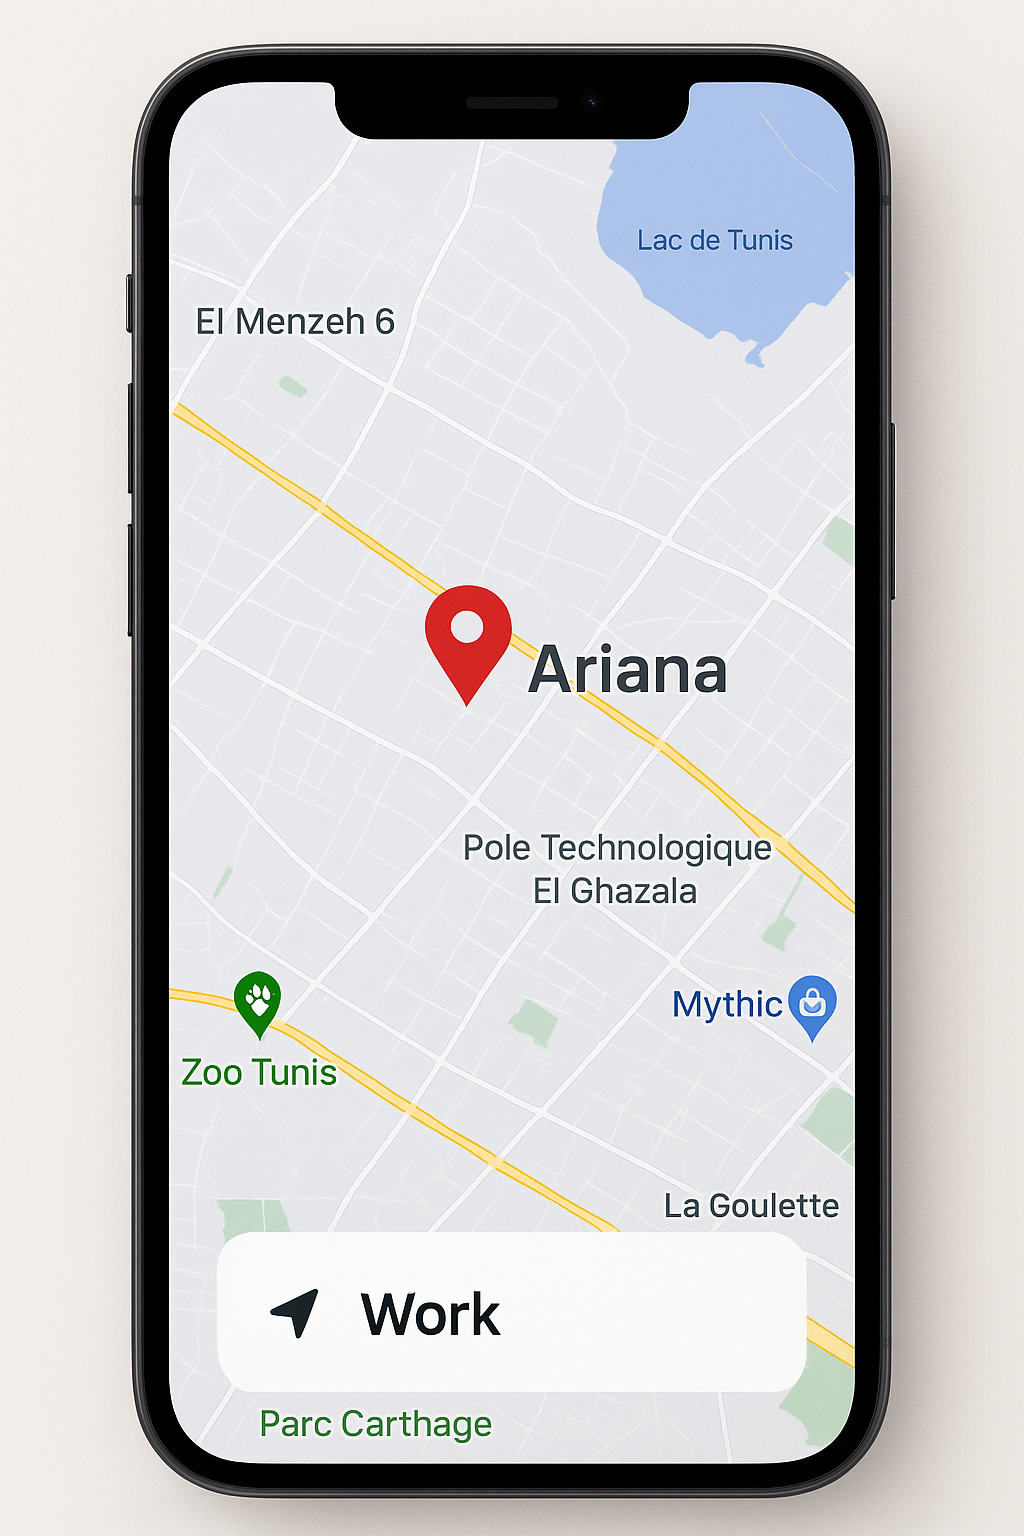 Lac de Tunis
El Menzeh 6
Ariana
Pole Technologique
El Ghazala
Mythic
Zoo Tunis
La Goulette
Work
Parc Carthage